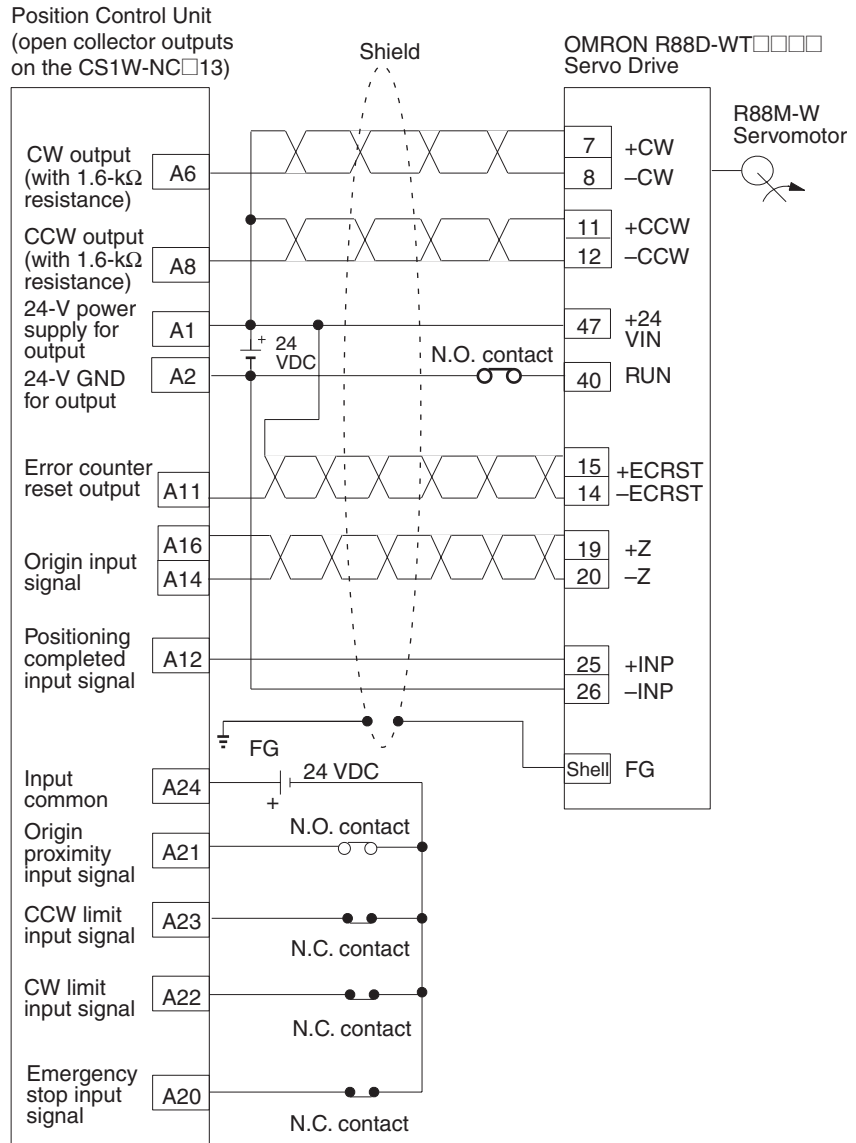 Position Control Unit
(open collector outputs
on the CS1W-NC□13)
Shield
OMRON R88D-WT□□□□
Servo Drive
R88M-W
Servomotor
CW output
(with 1.6-kΩ
resistance)
A6
7
+CW
8
–CW
CCW output
(with 1.6-kΩ
resistance)
A8
11
+CCW
12
–CCW
24-V power
supply for
output
A1
+ 24
VDC
47
+24
VIN
24-V GND
for output
A2
N.O. contact
40
RUN
Error counter
reset output
A11
15
+ECRST
14
–ECRST
Origin input
signal
A16
A14
19
+Z
20
–Z
Positioning
completed
input signal
A12
25
+INP
26
–INP
FG
Shell
FG
Input
common
A24
+
24 VDC
Origin
proximity
input signal
A21
N.O. contact
CCW limit
input signal
A23
N.C. contact
CW limit
input signal
A22
N.C. contact
Emergency
stop input
signal
A20
N.C. contact